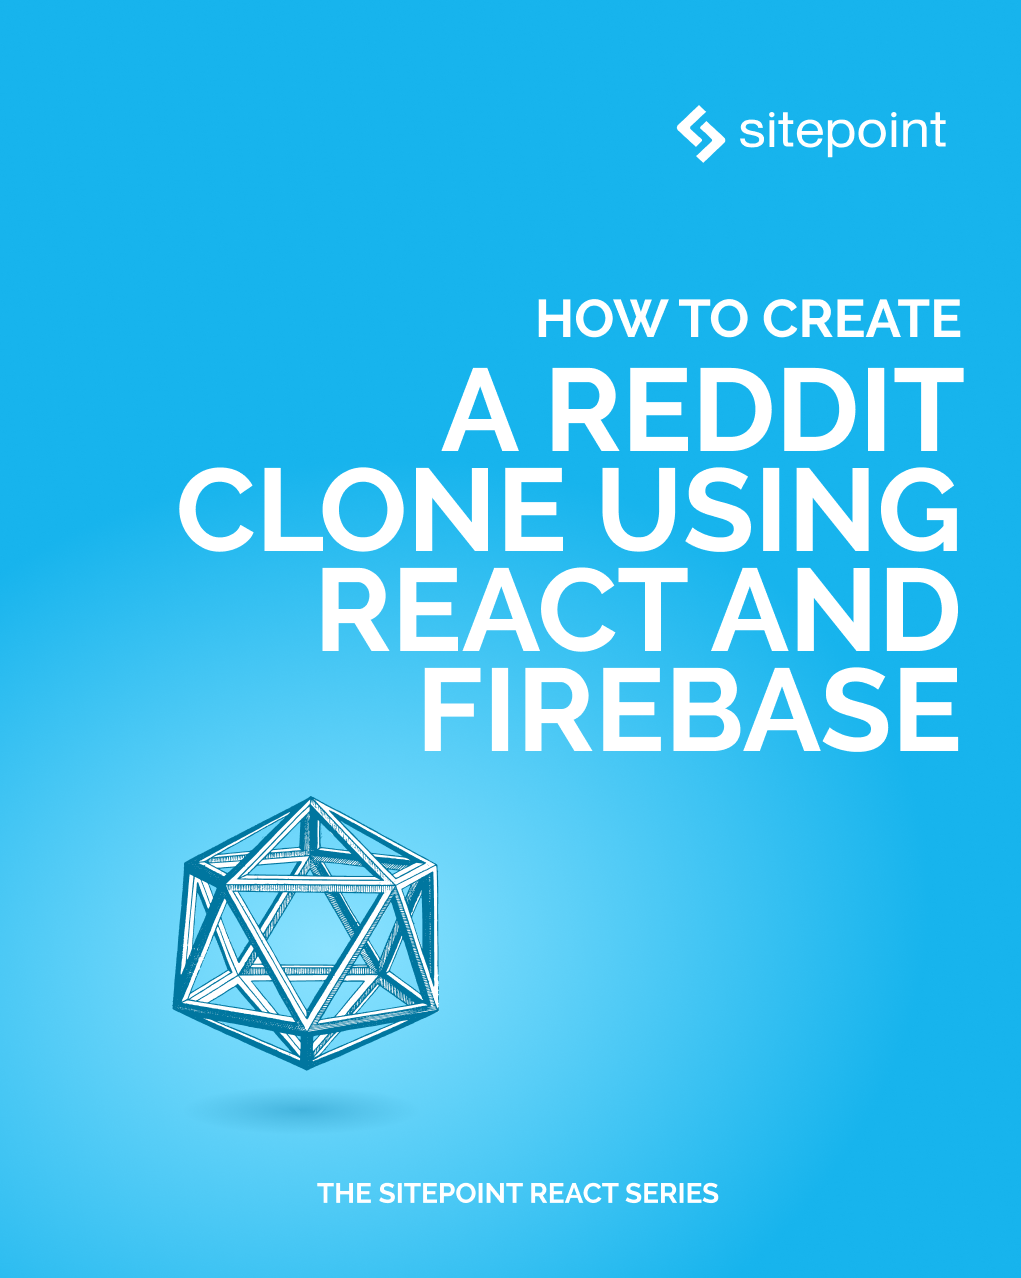 sitepoint
HOW TO CREATE
A REDDIT
CLONE USING
REACT AND
FIREBASE
THE SITEPOINT REACT SERIES